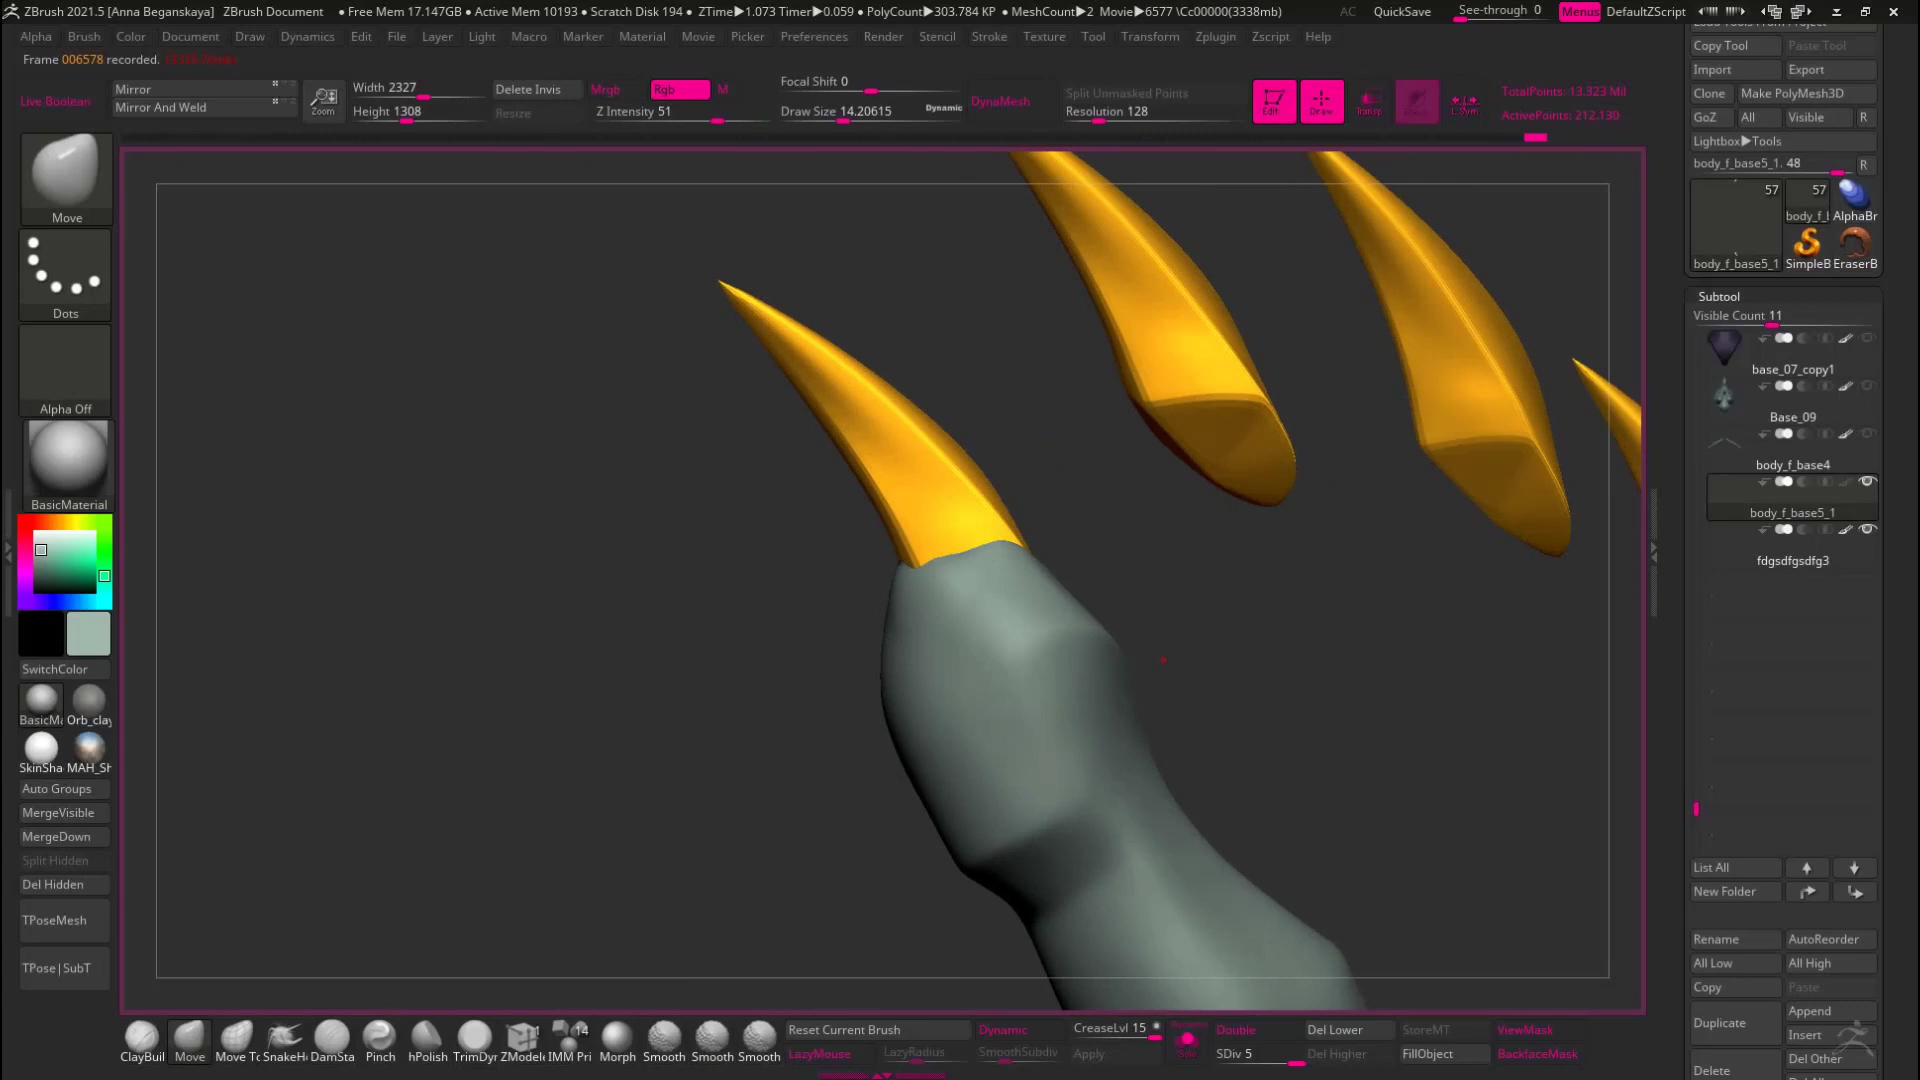 ZBrush 2021.5 [Anna Beganskaya] ZBrush Document ● Free Mem 17.147GB ● Active Mem 10193 ● Scratch Disk 194 ● ZTime▶1.073 Timer▶0.059 ● PolyCount▶303.784 KP ● MeshCount▶2 Movie▶6577 \Cc00000(3338mb) AC QuickSave See-through 0 Menus DefaultZScript
Alpha Brush Color Document Draw Dynamics Edit File Layer Light Macro Marker Material Movie Picker Preferences Render Stencil Stroke Texture Tool Transform Zplugin Zscript Help
Frame 006578 recorded.
Live Boolean
Mirror
Mirror And Weld
Zoom
Width 2327
Height 1308
Delete Invis
Resize
Mrgb Rgb M
Z Intensity 51
Focal Shift 0
Draw Size 14.20615 Dynamic
DynaMesh
Split Unmasked Points
Resolution 128
Edit Draw Transp L.Sym
TotalPoints: 13.323 Mil
ActivePoints: 212.130
Move
Dots
Alpha Off
BasicMaterial
SwitchColor
BasicMa Orb_clay
SkinSha MAH_Sh
Auto Groups
MergeVisible
MergeDown
Split Hidden
Del Hidden
TPoseMesh
TPose|SubT
Copy Tool Paste Tool
Import Export
Clone Make PolyMesh3D
GoZ All Visible R
Lightbox▶Tools
body_f_base5_1. 48 R
57 57
body_f_l AlphaBr
body_f_base5_1 SimpleB EraserB
Subtool
Visible Count 11
base_07_copy1
Base_09
body_f_base4
body_f_base5_1
fdgsdfgsdfg3
List All
New Folder
Rename AutoReorder
All Low All High
Copy Paste
Duplicate Append
Insert
Delete Del Other
ClayBuil Move Move To SnakeHo DamSta Pinch hPolish TrimDyr ZModele 1 IMM Pri 14 Morph Smooth Smooth Smooth
Reset Current Brush
LazyMouse LazyRadius
Dynamic
SmoothSubdiv
CreaseLvl 15
Apply
Solo
Double
SDiv 5
Del Lower
Del Higher
StoreMT
FillObject
ViewMask
BackfaceMask